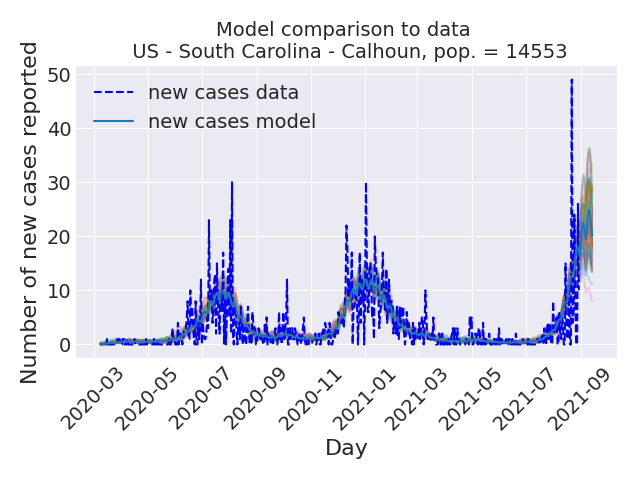 Model comparison to data
US - South Carolina - Calhoun, pop. = 14553
Number of new cases reported
50
40
30
20
10
0
new cases data
new cases model
2020-03
2020-05
2020-07
2020-09
2020-11
2021-01
2021-03
2021-05
2021-07
2021-09
Day